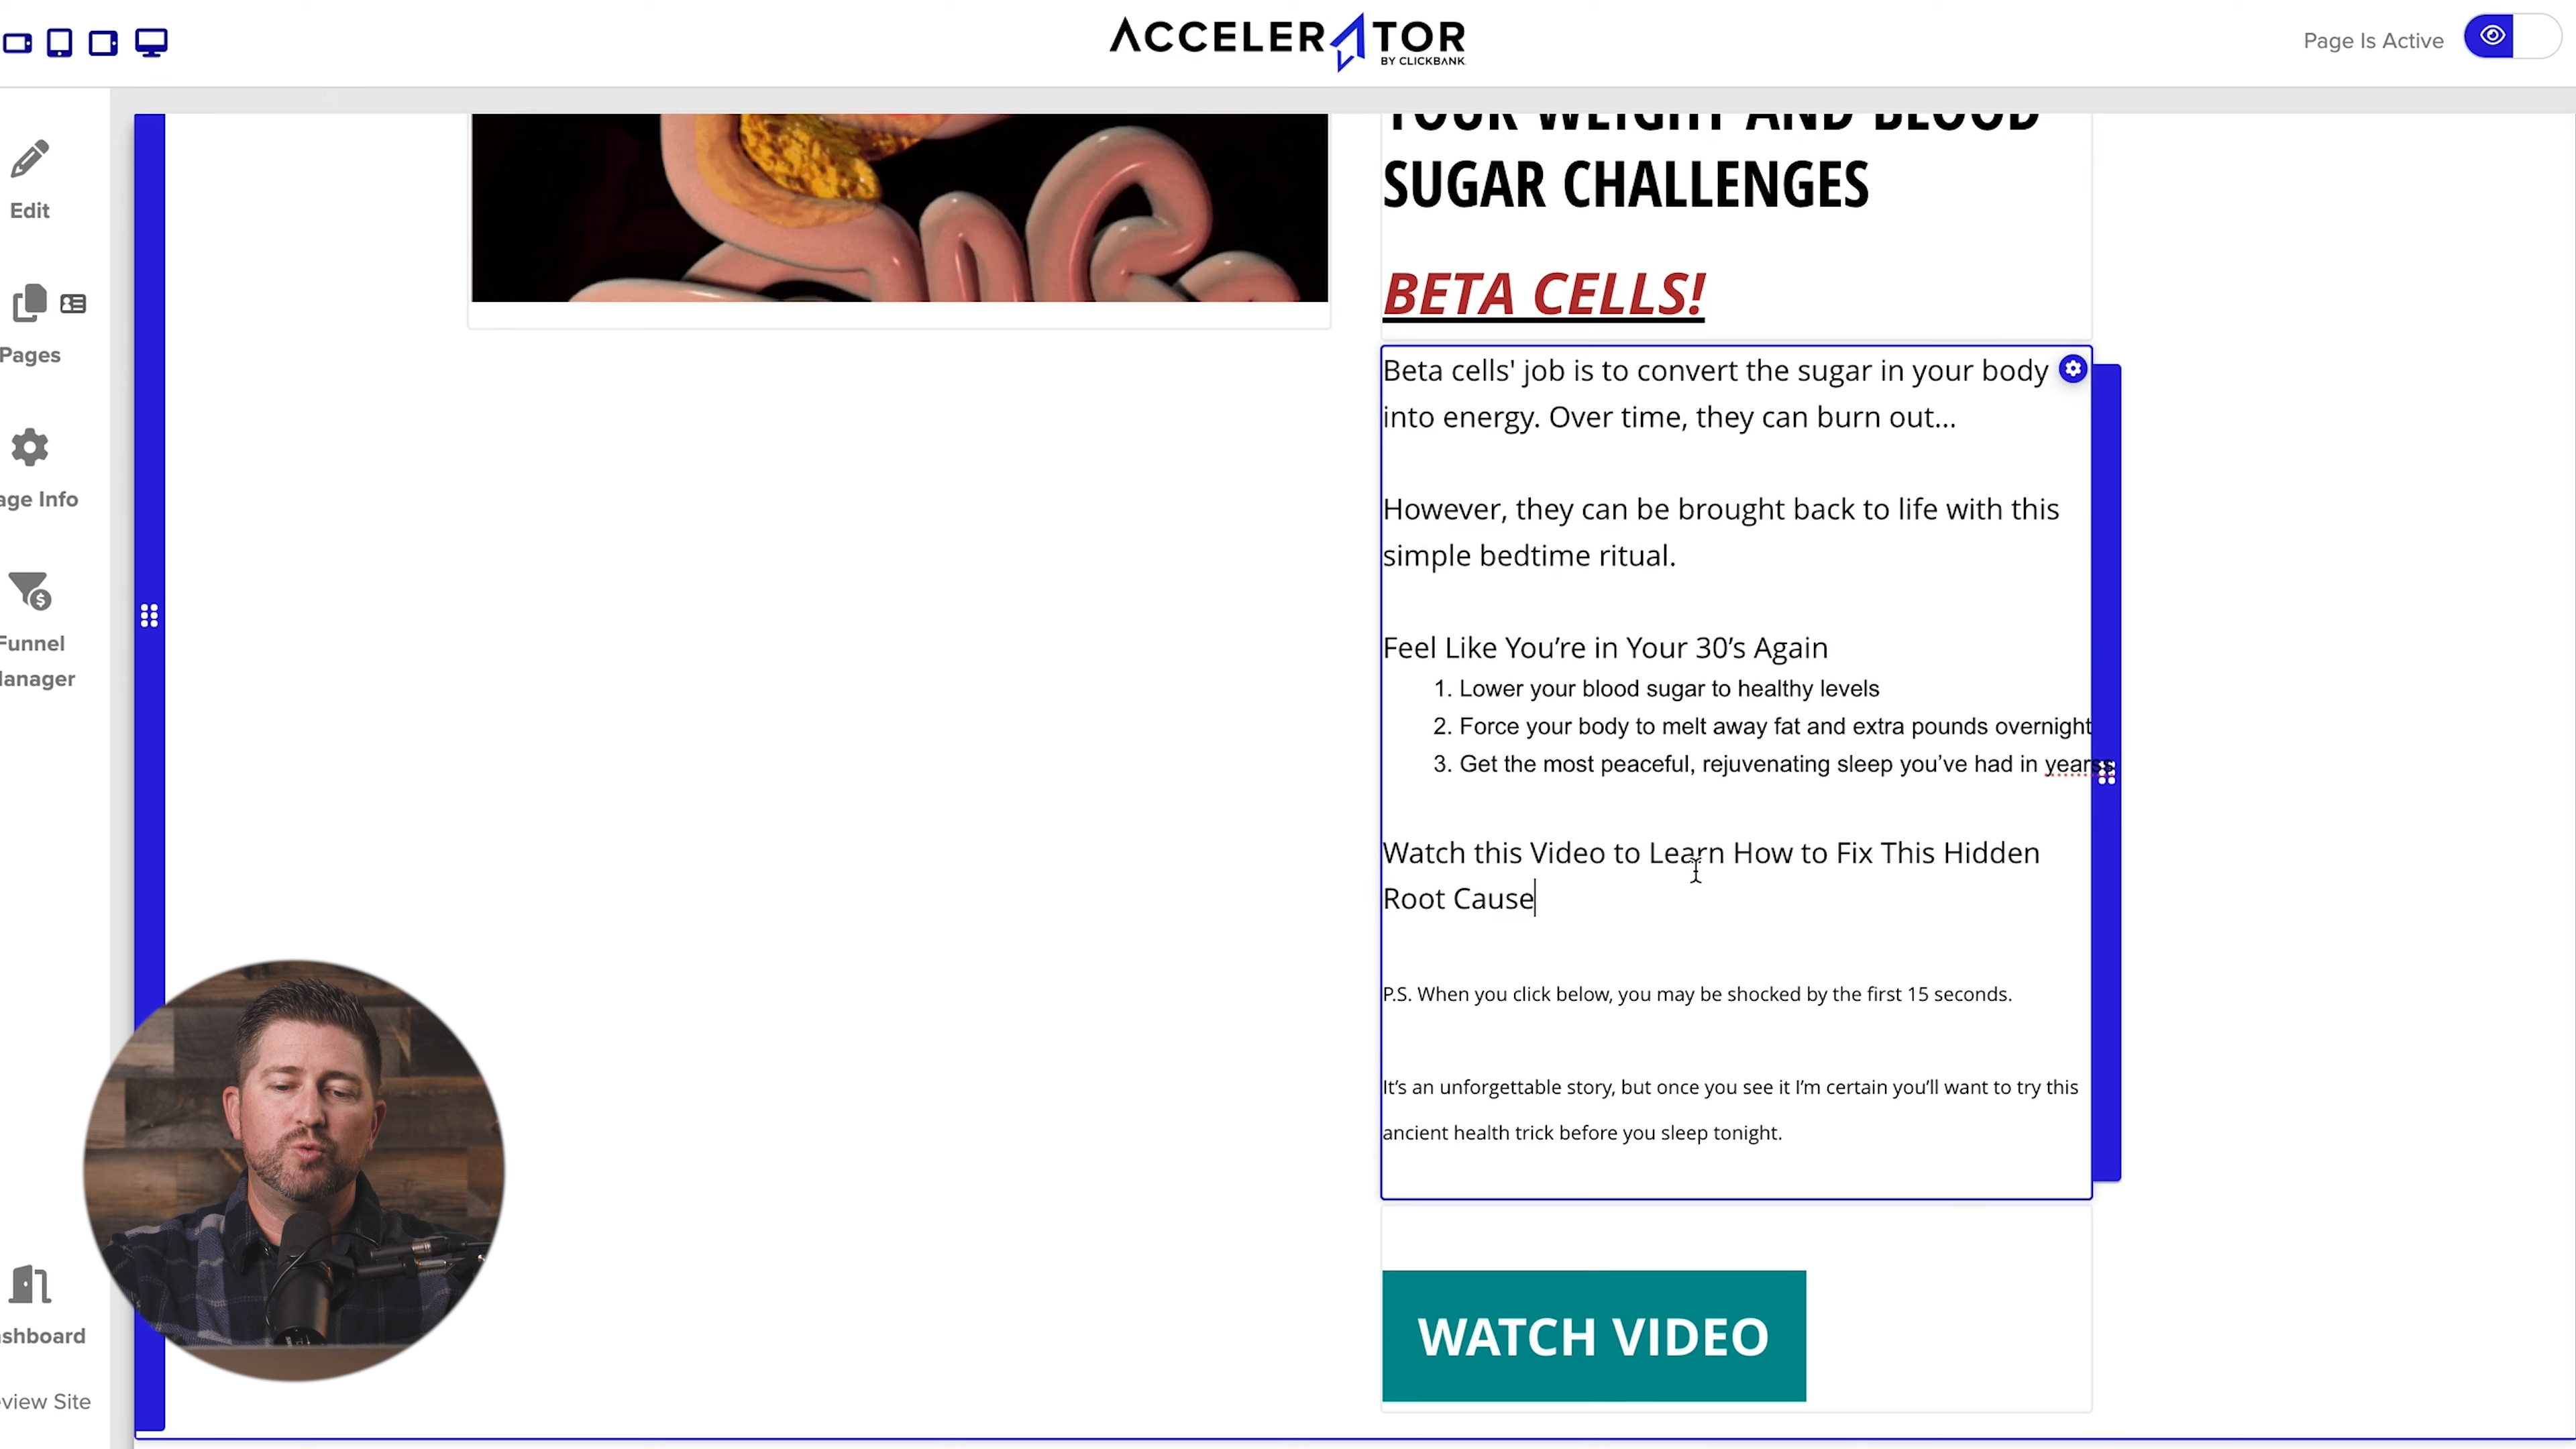 ACCELERATOR
BY CLICKBANK
Page Is Active
Edit
Pages
age Info
Funnel
anager
shboard
view Site
YOUR WEIGHT AND BLOOD
SUGAR CHALLENGES
BETA CELLS!
Beta cells' job is to convert the sugar in your body
into energy. Over time, they can burn out...
However, they can be brought back to life with this
simple bedtime ritual.
Feel Like You’re in Your 30’s Again
1. Lower your blood sugar to healthy levels
2. Force your body to melt away fat and extra pounds overnight
3. Get the most peaceful, rejuvenating sleep you’ve had in yearss
Watch this Video to Learn How to Fix This Hidden
Root Cause
P.S. When you click below, you may be shocked by the first 15 seconds.
It’s an unforgettable story, but once you see it I’m certain you’ll want to try this
ancient health trick before you sleep tonight.
WATCH VIDEO